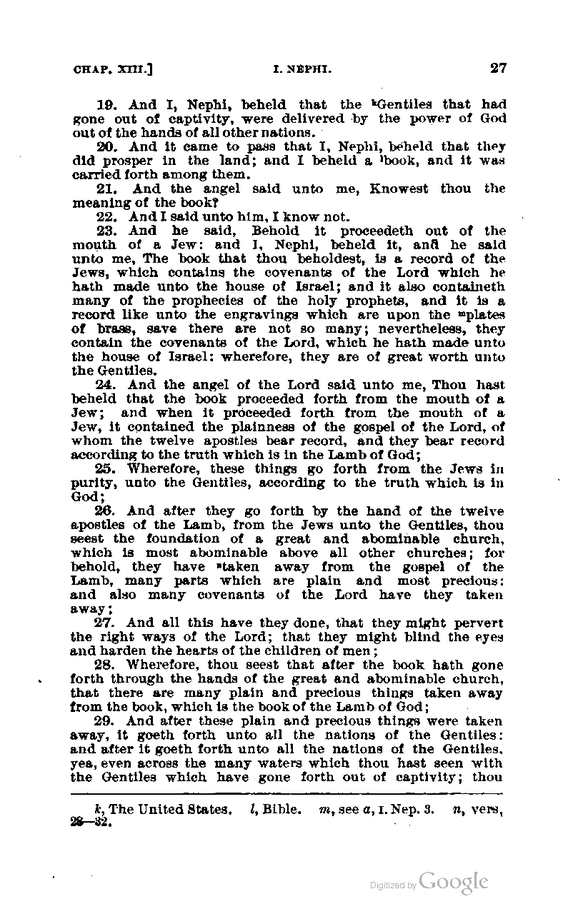 CHAP. XIII.] I. NEPHI. 27
19. And I, Nephi, beheld that the ᵏGentiles that had
gone out of captivity, were delivered by the power of God
out of the hands of all other nations.
20. And it came to pass that I, Nephi, beheld that they
did prosper in the land; and I beheld a ˡbook, and it was
carried forth among them.
21. And the angel said unto me, Knowest thou the
meaning of the book?
22. And I said unto him, I know not.
23. And he said, Behold it proceedeth out of the
mouth of a Jew: and I, Nephi, beheld it, and he said
unto me, The book that thou beholdest, is a record of the
Jews, which contains the covenants of the Lord which he
hath made unto the house of Israel; and it also containeth
many of the prophecies of the holy prophets, and it is a
record like unto the engravings which are upon the ᵐplates
of brass, save there are not so many; nevertheless, they
contain the covenants of the Lord, which he hath made unto
the house of Israel: wherefore, they are of great worth unto
the Gentiles.
24. And the angel of the Lord said unto me, Thou hast
beheld that the book proceeded forth from the mouth of a
Jew; and when it proceeded forth from the mouth of a
Jew, it contained the plainness of the gospel of the Lord, of
whom the twelve apostles bear record, and they bear record
according to the truth which is in the Lamb of God;
25. Wherefore, these things go forth from the Jews in
purity, unto the Gentiles, according to the truth which is in
God;
26. And after they go forth by the hand of the twelve
apostles of the Lamb, from the Jews unto the Gentiles, thou
seest the foundation of a great and abominable church,
which is most abominable above all other churches; for
behold, they have ⁿtaken away from the gospel of the
Lamb, many parts which are plain and most precious:
and also many covenants of the Lord have they taken
away;
27. And all this have they done, that they might pervert
the right ways of the Lord; that they might blind the eyes
and harden the hearts of the children of men;
28. Wherefore, thou seest that after the book hath gone
forth through the hands of the great and abominable church,
that there are many plain and precious things taken away
from the book, which is the book of the Lamb of God;
29. And after these plain and precious things were taken
away, it goeth forth unto all the nations of the Gentiles:
and after it goeth forth unto all the nations of the Gentiles,
yea, even across the many waters which thou hast seen with
the Gentiles which have gone forth out of captivity; thou
k, The United States. l, Bible. m, see a, I. Nep. 3. n, vers,
28—32.
Digitized by Google